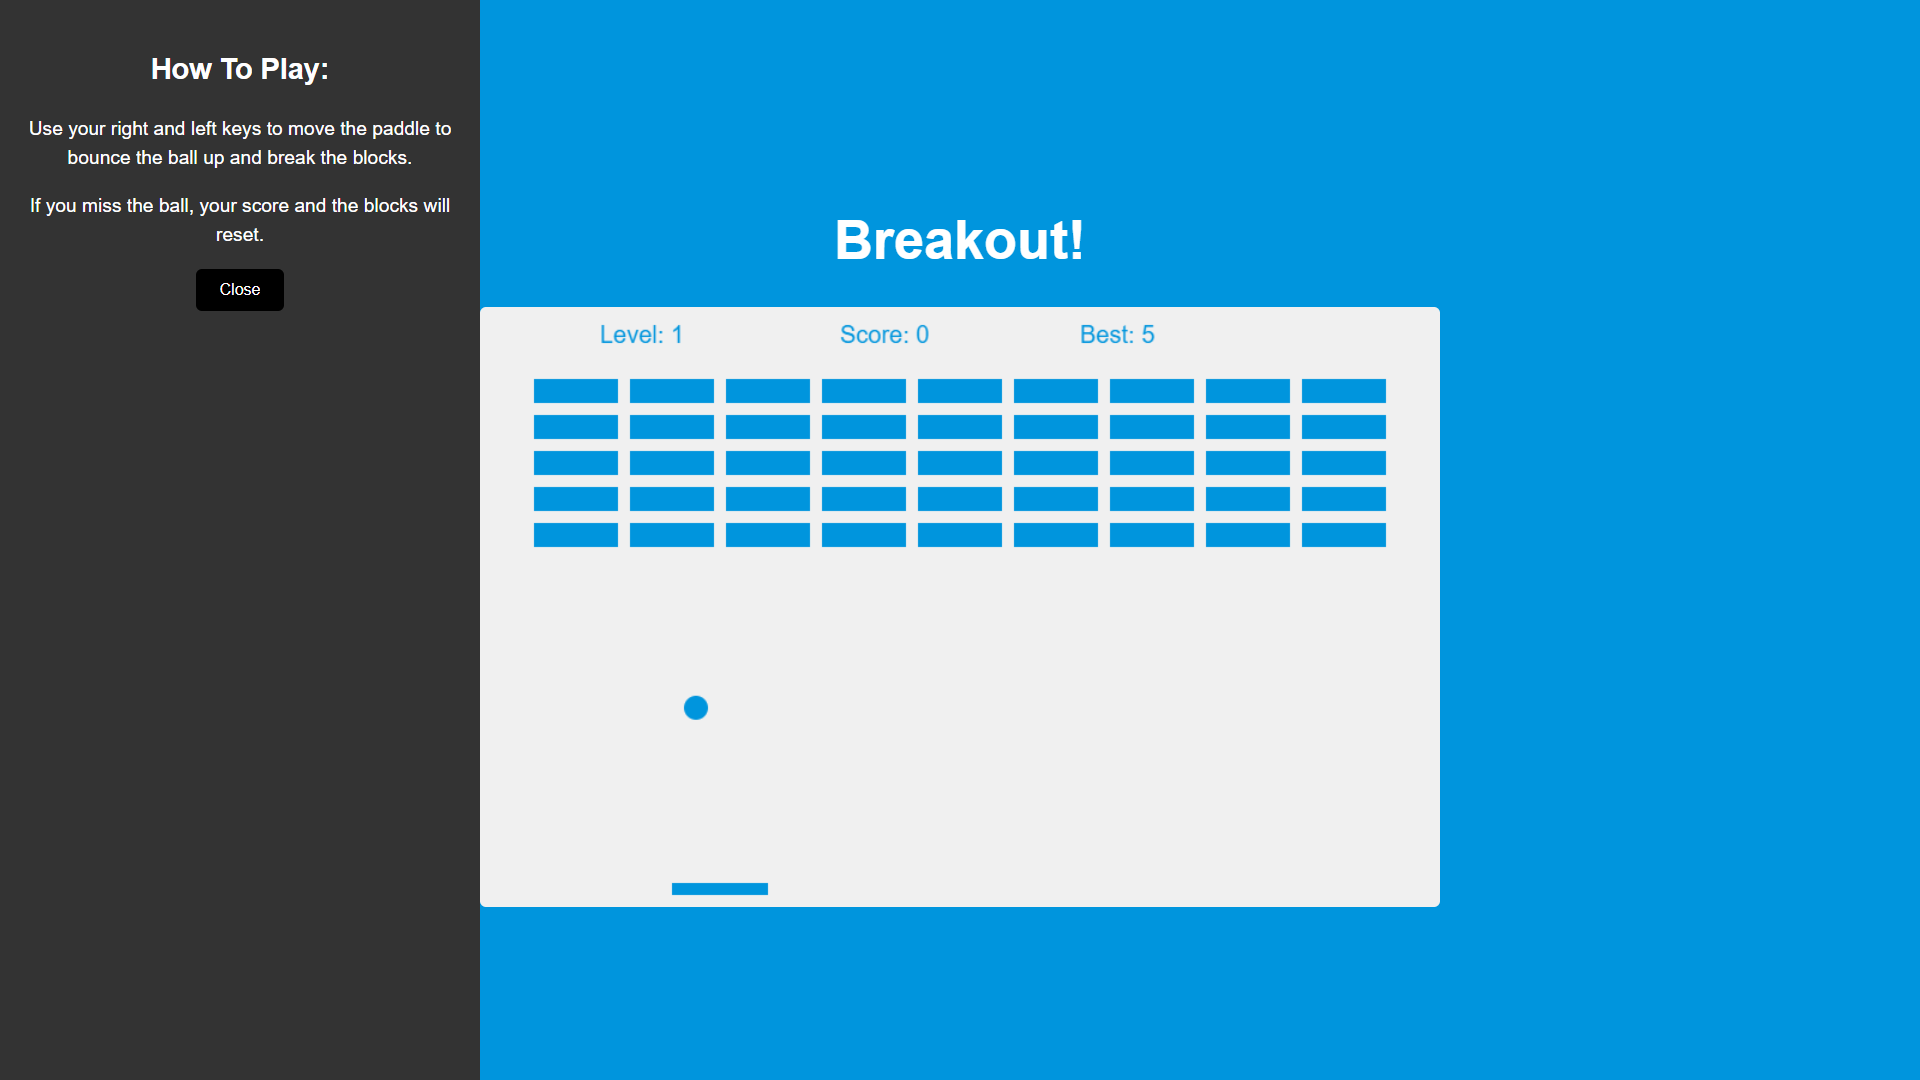 How To Play:
Use your right and left keys to move the paddle to
bounce the ball up and break the blocks.
If you miss the ball, your score and the blocks will
reset.
Close
Breakout!
Level: 1
Score: 0
Best: 5